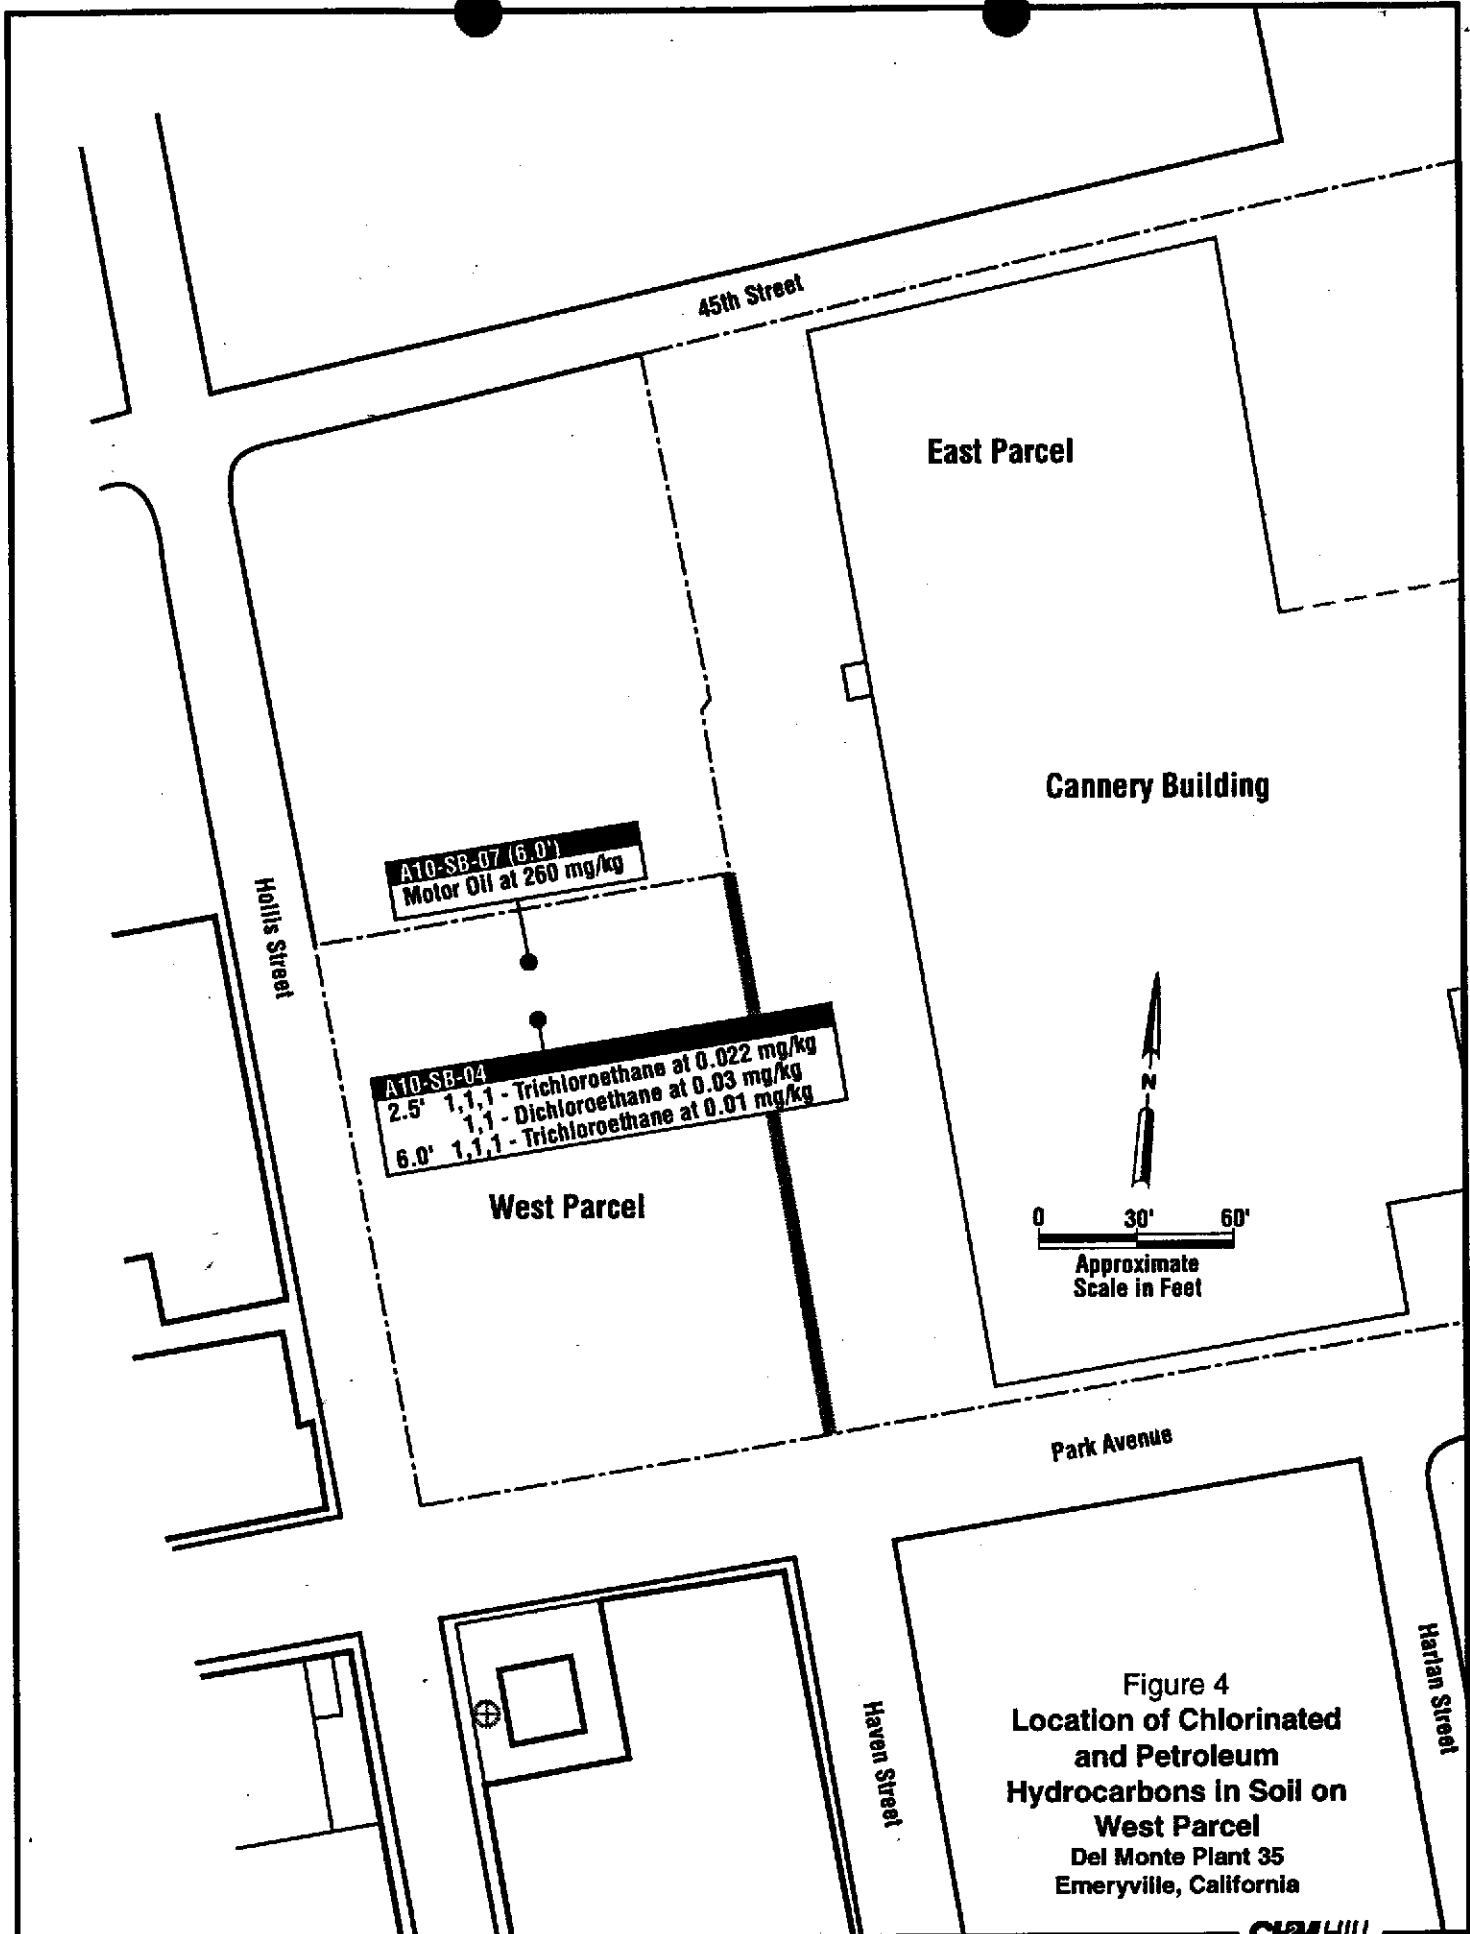 45th Street
East Parcel
Cannery Building
Hollis Street
A10-SB-07 (6.0')
Motor Oil at 260 mg/kg
A10-SB-04
2.5' 1,1,1 - Trichloroethane at 0.022 mg/kg
1,1 - Dichloroethane at 0.03 mg/kg
6.0' 1,1,1 - Trichloroethane at 0.01 mg/kg
West Parcel
N
0 30' 60'
Approximate
Scale in Feet
Park Avenue
Haven Street
Harlan Street
Figure 4
Location of Chlorinated
and Petroleum
Hydrocarbons in Soil on
West Parcel
Del Monte Plant 35
Emeryville, California
CH2M HILL